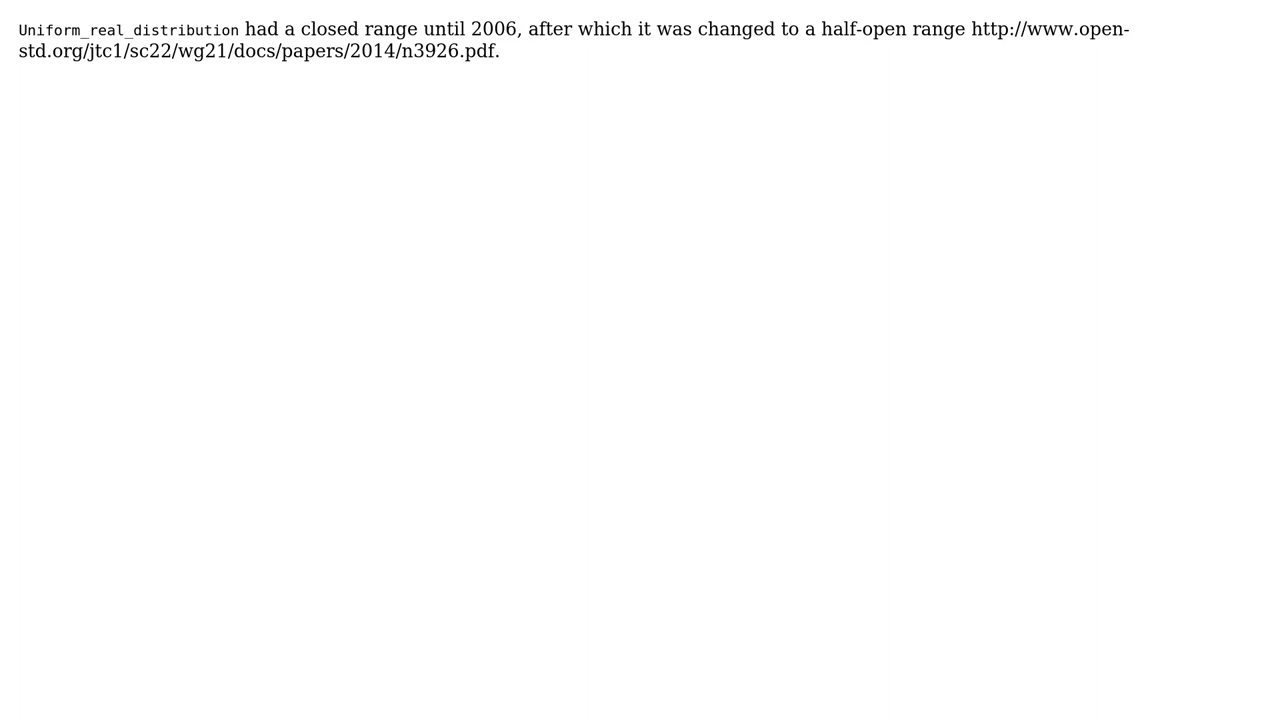 Uniform_real_distribution had a closed range until 2006, after which it was changed to a half-open range http://www.open-
std.org/jtc1/sc22/wg21/docs/papers/2014/n3926.pdf.